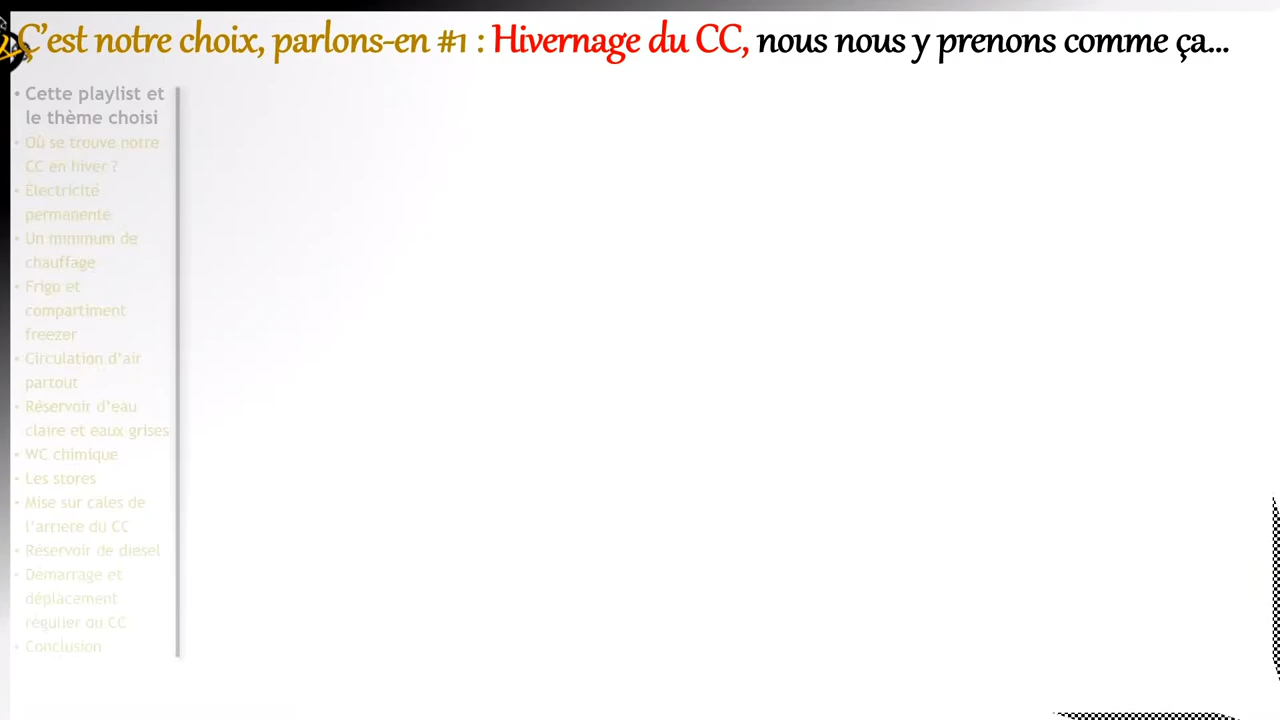 Ç'est notre choix, parlons-en #1 : Hivernage du CC, nous nous y prenons comme ça...
• Cette playlist et
le thème choisi
• Où se trouve notre
CC en hiver ?
• Électricité
permanente
• Un minimum de
chauffage
• Frigo et
compartiment
freezer
• Circulation d'air
partout
• Réservoir d'eau
claire et eaux grises
• WC chimique
• Les stores
• Mise sur cales de
l'arrière du CC
• Réservoir de diesel
• Démarrage et
déplacement
régulier du CC
• Conclusion